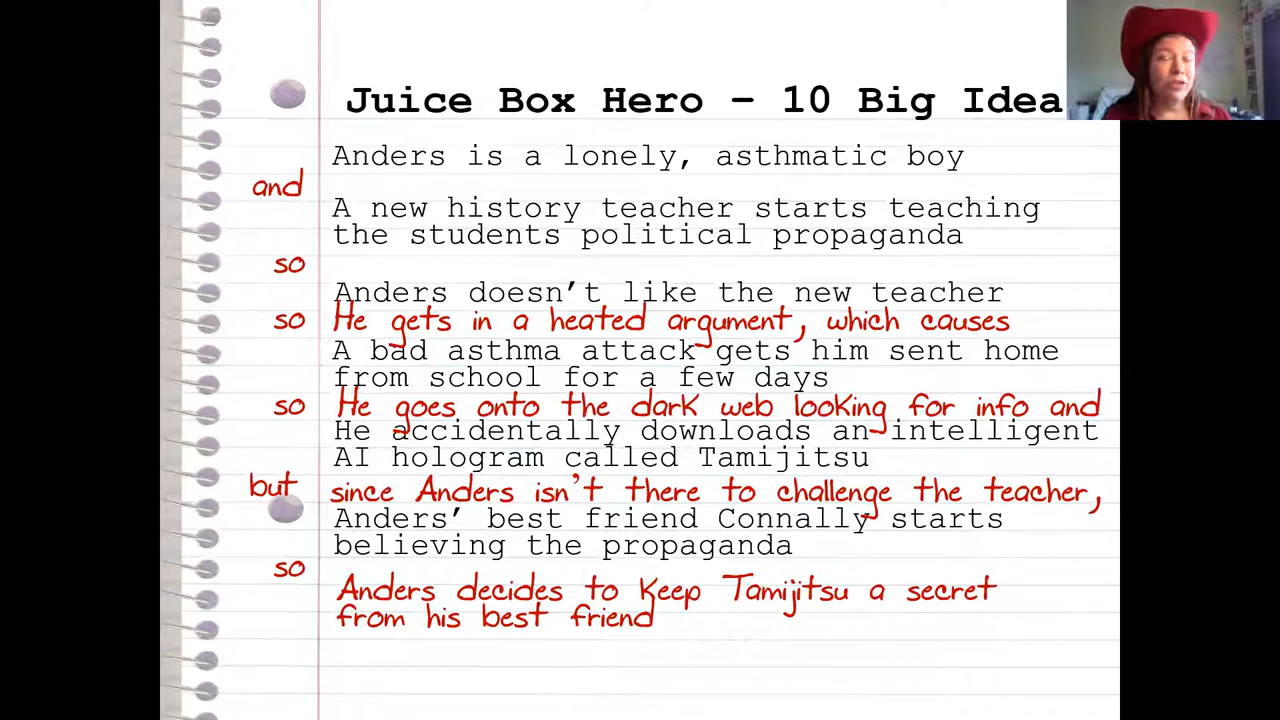 Juice Box Hero – 10 Big Idea
Anders is a lonely, asthmatic boy
and
A new history teacher starts teaching
the students political propaganda
so
Anders doesn't like the new teacher
so He gets in a heated argument, which causes
A bad asthma attack gets him sent home
from school for a few days
so He goes onto the dark web looking for info and
He accidentally downloads an intelligent
AI hologram called Tamijitsu
but since Anders isn't there to challenge the teacher,
Anders' best friend Connally starts
believing the propaganda
so
Anders decides to keep Tamijitsu a secret
from his best friend